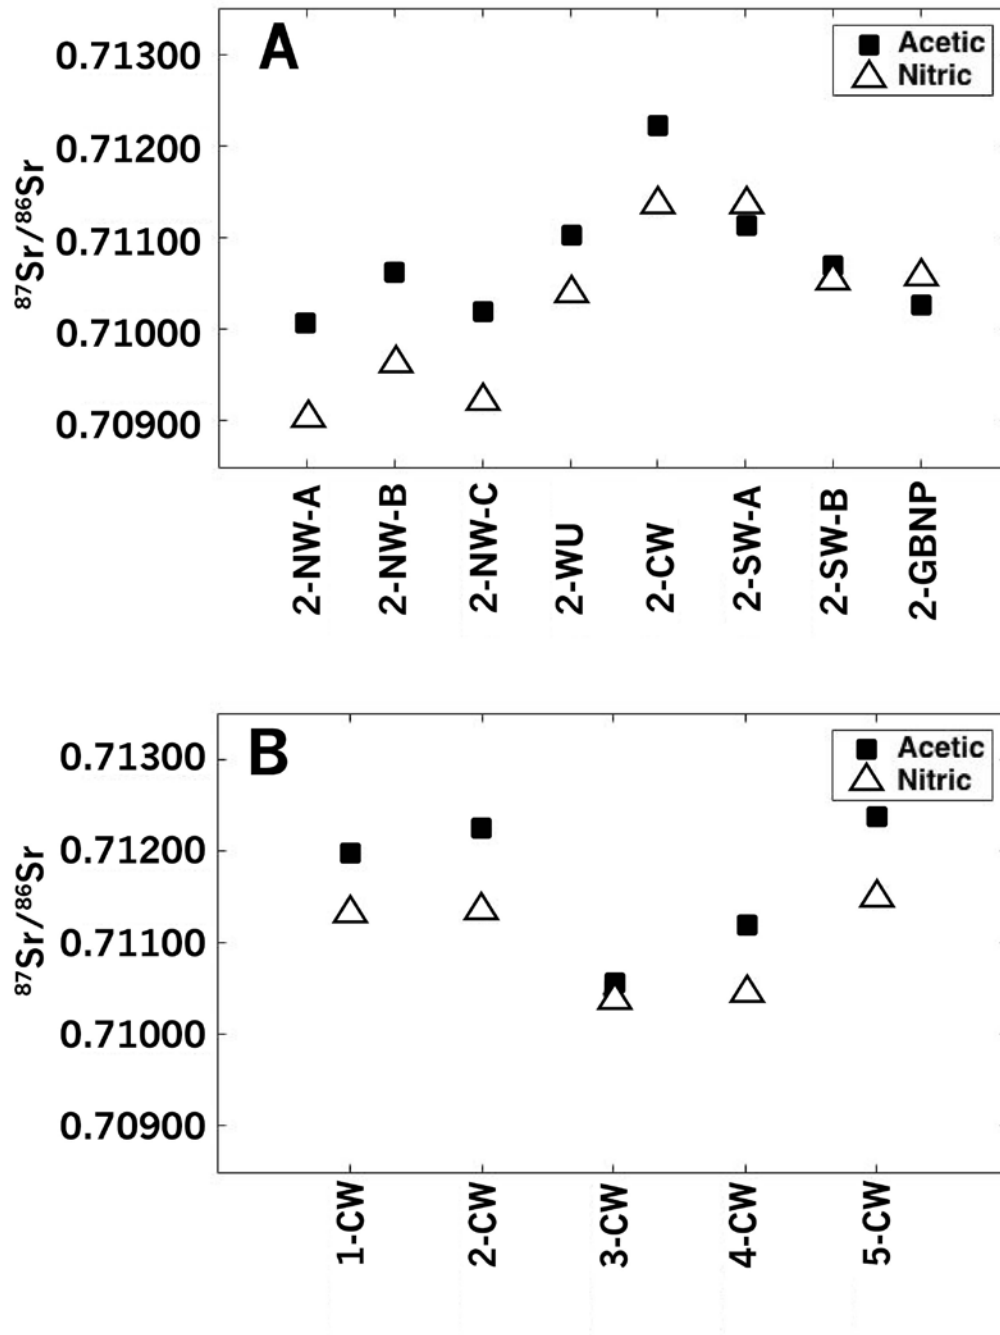 A
Acetic
Nitric
0.71300
0.71200
0.71100
0.71000
0.70900
⁸⁷Sr/⁸⁶Sr
2-NW-A
2-NW-B
2-NW-C
2-WU
2-CW
2-SW-A
2-SW-B
2-GBNP
B
Acetic
Nitric
0.71300
0.71200
0.71100
0.71000
0.70900
⁸⁷Sr/⁸⁶Sr
1-CW
2-CW
3-CW
4-CW
5-CW